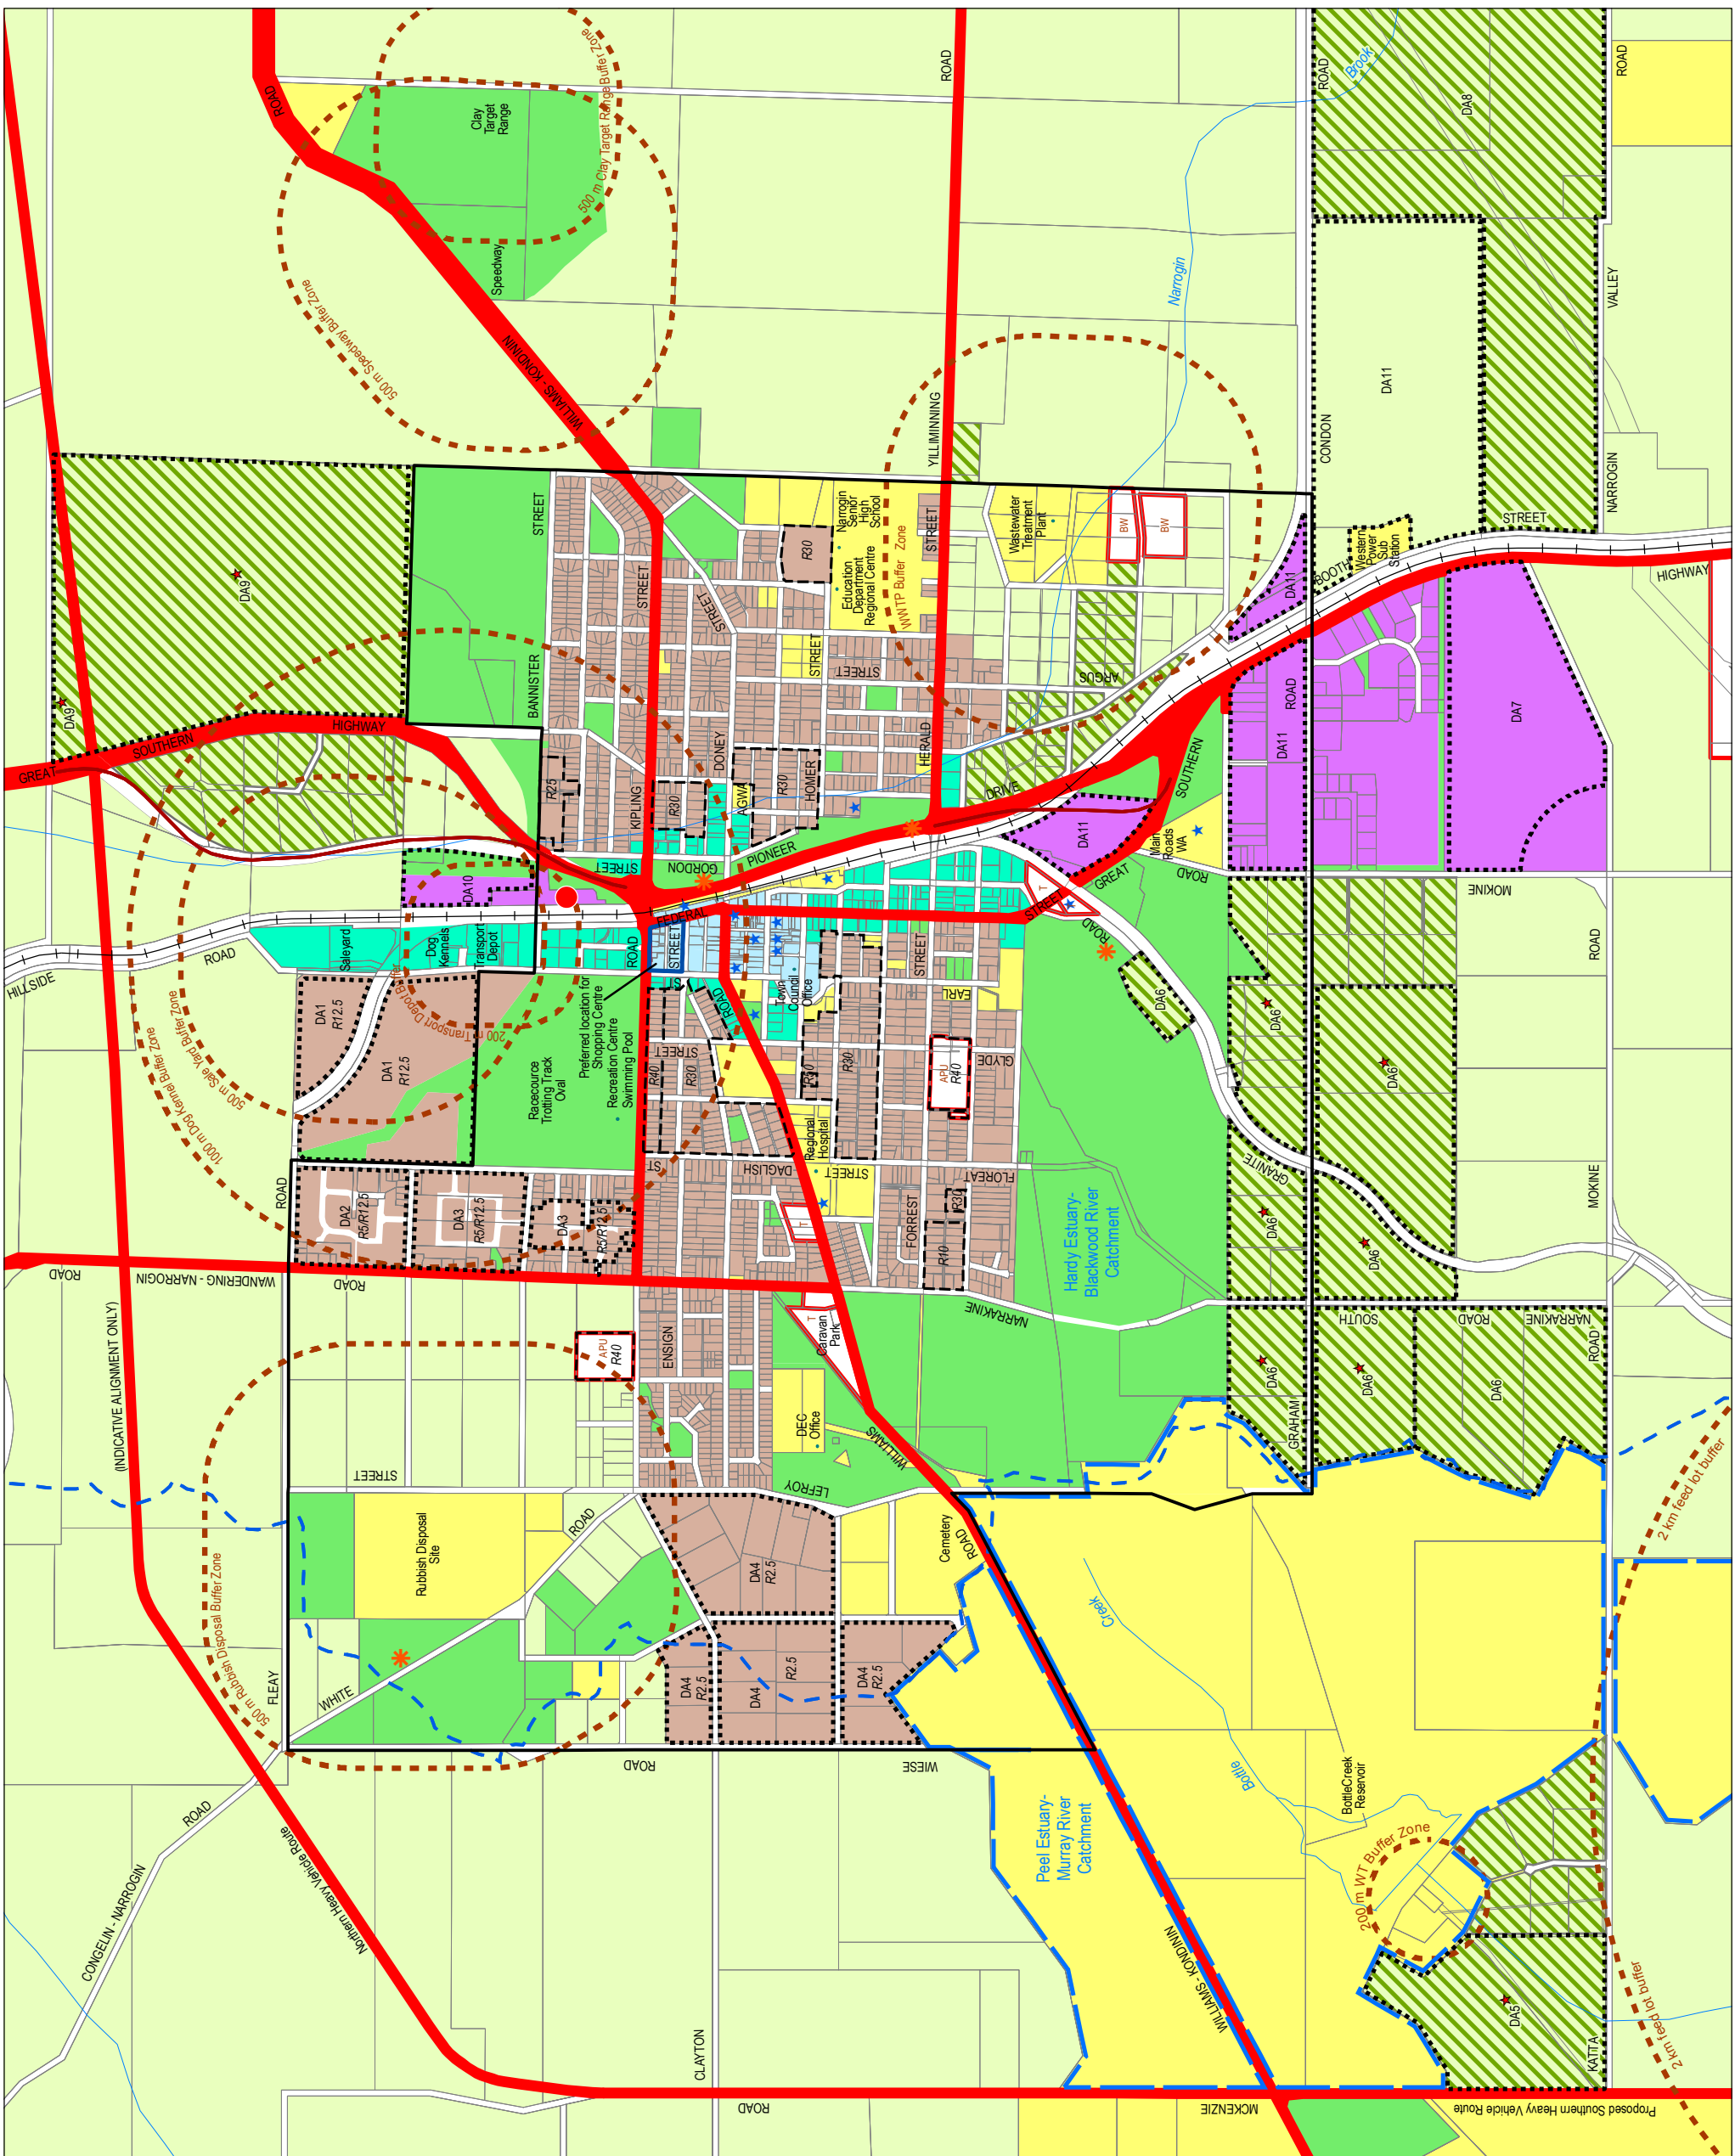 ROAD
500 m Clay Target Range Buffer Zone
Clay
Target
Range
ROAD
ROAD
Brook
ROAD
DA8
Speedway
500 m Speedway Buffer Zone
WILLIAMS - KONDININ
Narrogin
VALLEY
DA11
CONDON
NARROGIN
YILLIMINNING
STREET
STREET
Narrogin
Senior
High
School
Education
Department
Regional Centre
STREET
Wastewater
Treatment
Plant
BW
BW
Western
Power
Sub
Station
STREET
R30
WWTP Buffer Zone
DA9
DA9
STREET
STREET
BOOTH
DA11
HIGHWAY
STREET
STREET
ARGUS
BANNISTER
GREAT
SOUTHERN
HIGHWAY
DONEY
HERALD
ROAD
DA11
DA7
R25
KIPLING
R30
AGWA
R30
HOMER
DRIVE
SOUTHERN
STREET
GORDON
PIONEER
DA11
Main
Roads
WA
ROAD
GREAT
MOKINE
DA10
FEDERAL
T
STREET
ROAD
HILLSIDE
ROAD
Saleyard
Dog
Kennels
Transport
Depot
ROAD
STREET
ST
ROAD
Town
Council
Office
STREET
EARL
DA6
ROAD
DA1
R12.5
DA1
R12.5
200 m Transport Depot Buffer
500 m Sale Yard Buffer Zone
1000 m Dog Kennel Buffer Zone
Preferred location for
Shopping Centre
Recreation Centre
Swimming Pool
Racecource
Trotting Track
Oval
R40
R30
STREET
R30
R30
APU
R40
GLYDE
DA6
DA6
ROAD
DA2
R5/R12.5
DA3
R5/R12.5
DA3
R5/R12.5
ST
DAGLISH
Regional
Hospital
STREET
FLOREAT
R30
R10
FORREST
GRANITE
DA6
DA6
MOKINE
Hardy Estuary-
Blackwood River
Catchment
ROAD
WANDERING - NARROGIN
ROAD
T
T
Caravan
Park
NARRAKINE
SOUTH
ROAD
NARRAKINE
ROAD
(INDICATIVE ALIGNMENT ONLY)
APU
R40
ENSIGN
DEC
Office
WILLIAMS
DA6
DA6
DA6
GRAHAM
STREET
LEFROY
2 km feed lot buffer
Rubbish Disposal
Site
ROAD
Cemetery
ROAD
DA4
R2.5
Creek
500 m Rubbish Disposal Buffer Zone
FLEAY
WHITE
DA4
R2.5
DA4
R2.5
DA4
R2.5
ROAD
WIESE
Bottle
BottleCreek
Reservoir
ROAD
CONGELIN - NARROGIN
Northern Heavy Vehicle Route
Peel Estuary-
Murray River
Catchment
200 m WT Buffer Zone
WILLIAMS - KONDININ
DA5
KATTA
2 km feed lot buffer
CLAYTON
ROAD
MCKENZIE
Proposed Southern Heavy Vehicle Route